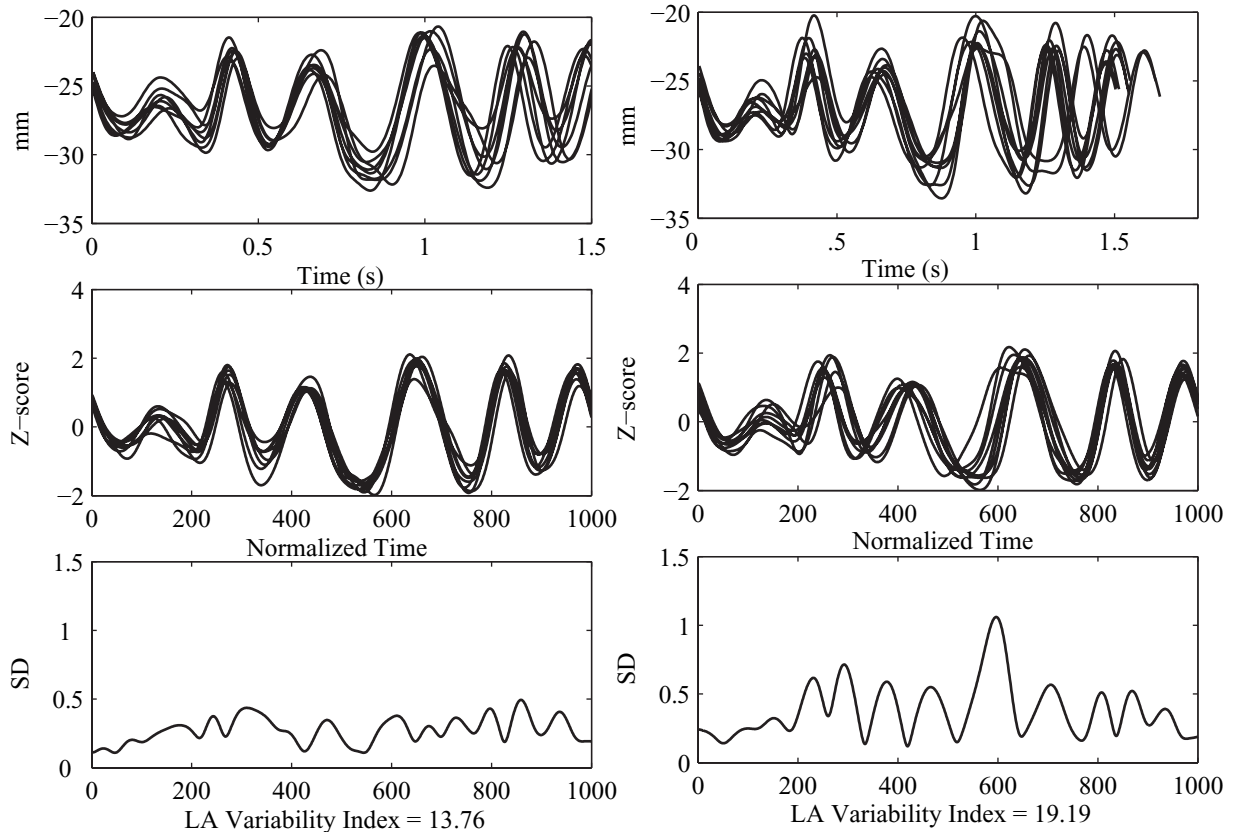 −20
−25
−30
−35
mm
0 0.5 1 1.5
Time (s)
−20
−25
−30
−35
mm
0 .5 1 1.5
Time (s)
4
2
0
−2
Z−score
0 200 400 600 800 1000
Normalized Time
4
2
0
−2
Z−score
0 200 400 600 800 1000
Normalized Time
1.5
1
0.5
0
SD
0 200 400 600 800 1000
LA Variability Index = 13.76
1.5
1
0.5
0
SD
0 200 400 600 800 1000
LA Variability Index = 19.19